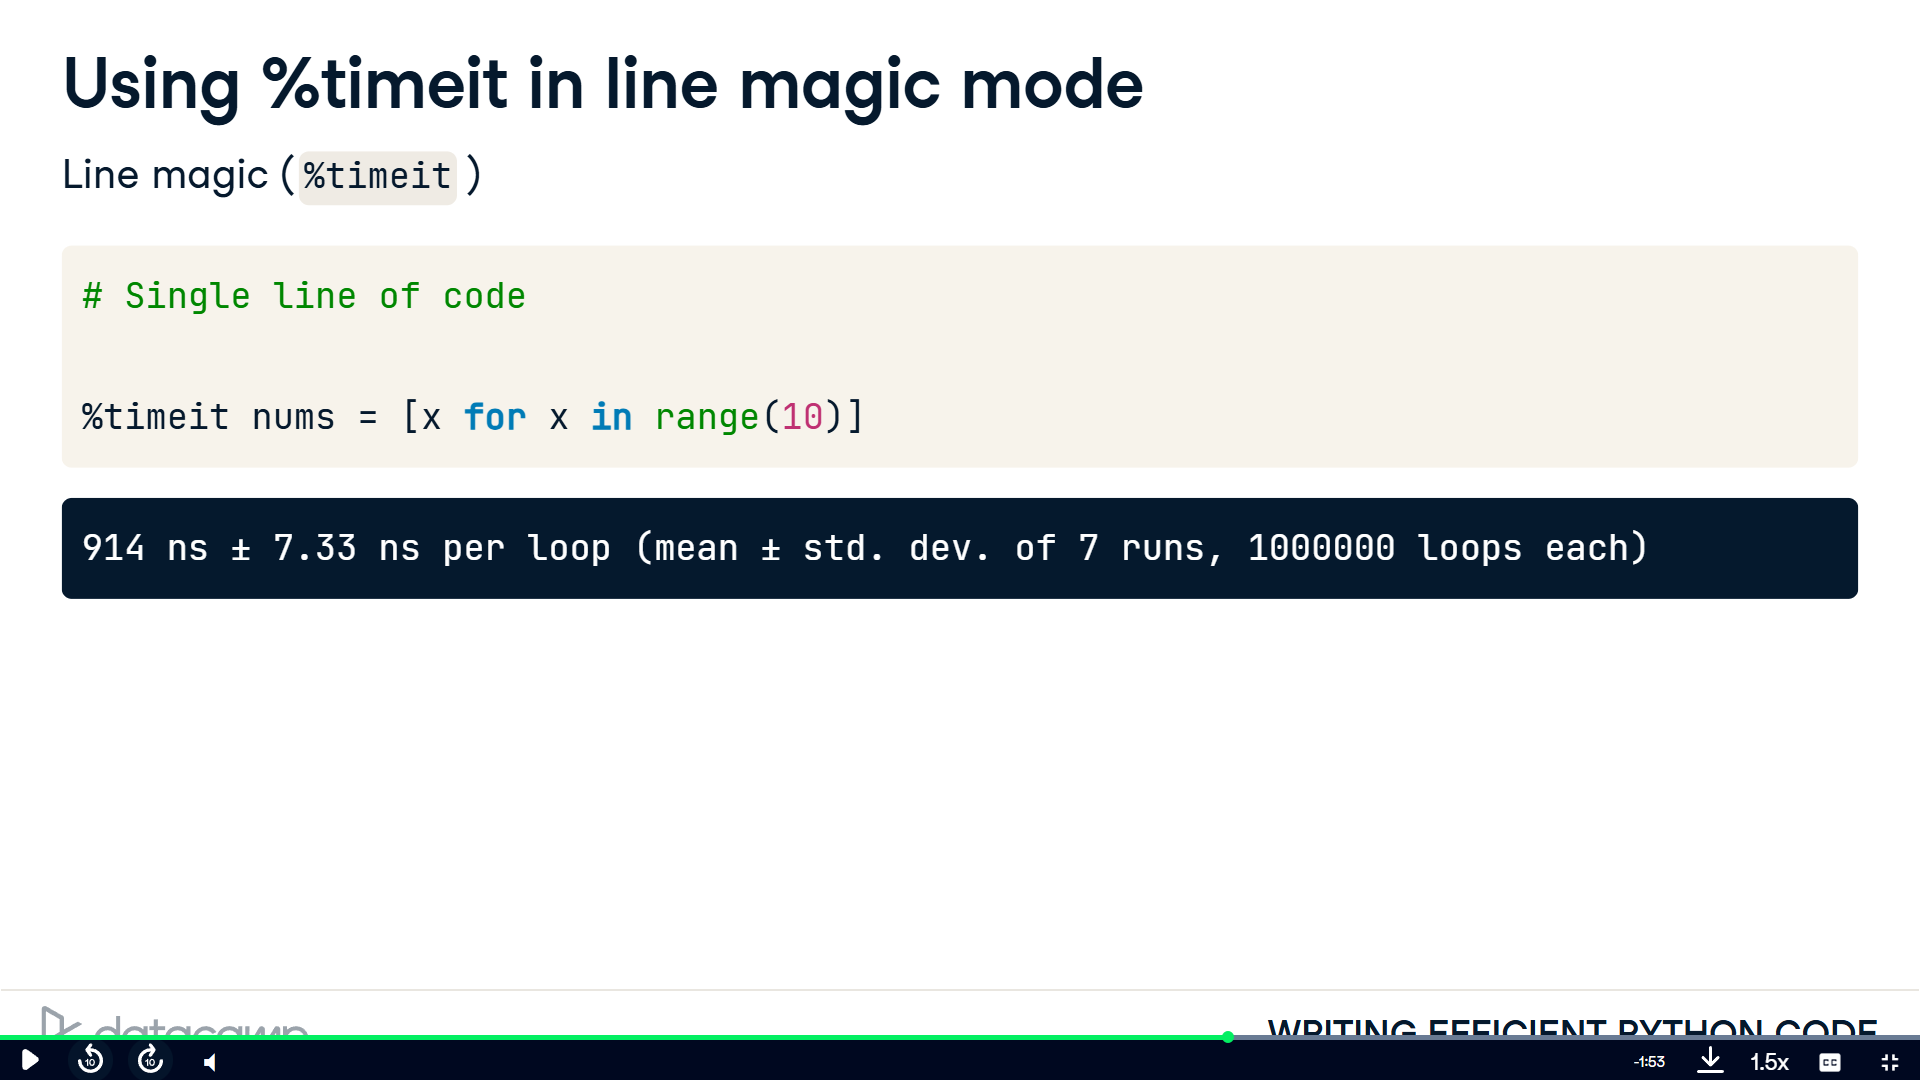 Using %timeit in line magic mode
Line magic (%timeit)
# Single line of code
%timeit nums = [x for x in range(10)]
914 ns ± 7.33 ns per loop (mean ± std. dev. of 7 runs, 1000000 loops each)
datacamp
WRITING EFFICIENT PYTHON CODE
10
10
-1:53
1.5x
CC